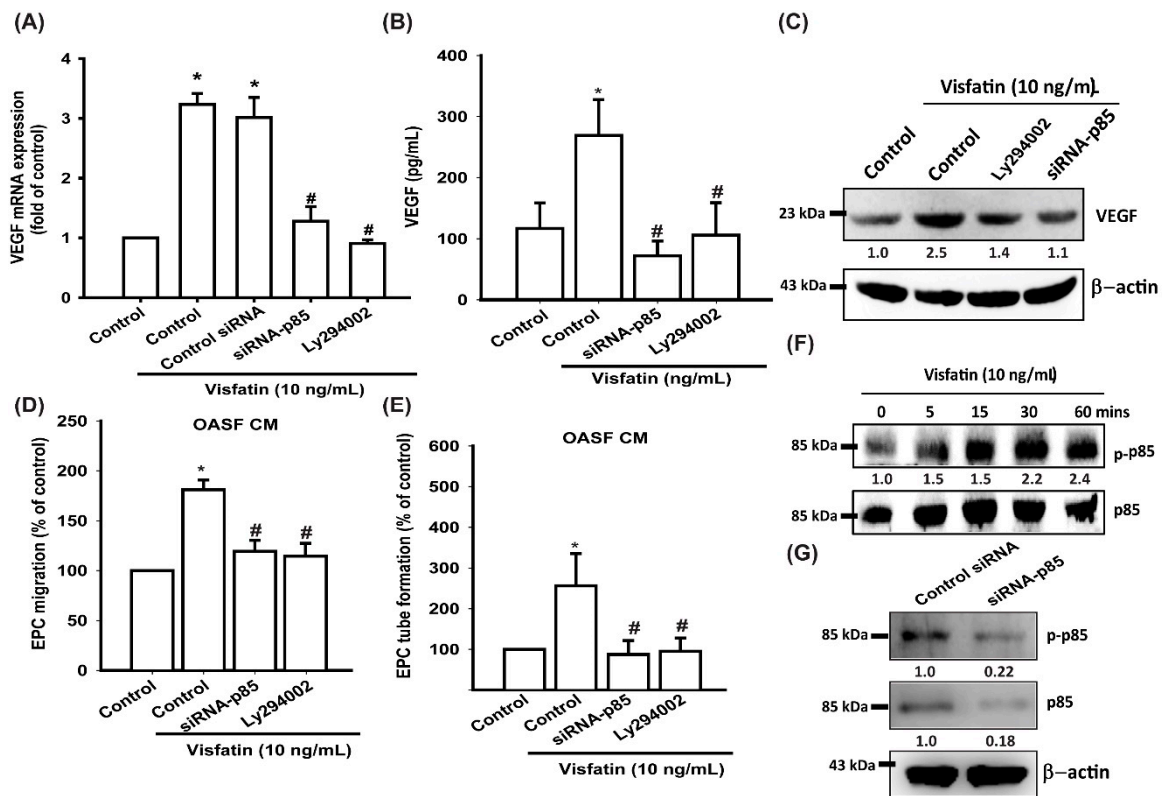 (A)
VEGF mRNA expression
(fold of control)
4
3
2
1
0
* * # #
Control
Control
Control siRNA
siRNA-p85
Ly294002
Visfatin (10 ng/mL)
(B)
VEGF (pg/mL)
400
300
200
100
0
* # #
Control
Control
siRNA-p85
Ly294002
Visfatin (ng/mL)
(C)
Visfatin (10 ng/mL
Control
Control
Ly294002
siRNA-p85
23 kDa VEGF
1.0 2.5 1.4 1.1
43 kDa β–actin
(D)
OASF CM
EPC migration (% of control)
250
200
150
100
50
0
* # #
Control
Control
siRNA-p85
Ly294002
Visfatin (10 ng/mL)
(E)
OASF CM
EPC tube formation (% of control)
600
500
400
300
200
100
0
* # #
Control
Control
siRNA-p85
Ly294002
Visfatin (10 ng/mL)
(F)
Visfatin (10 ng/ml)
0 5 15 30 60 mins
85 kDa p-p85
1.0 1.5 1.5 2.2 2.4
85 kDa p85
(G)
Control siRNA
siRNA-p85
85 kDa p-p85
1.0 0.22
85 kDa p85
1.0 0.18
43 kDa β–actin